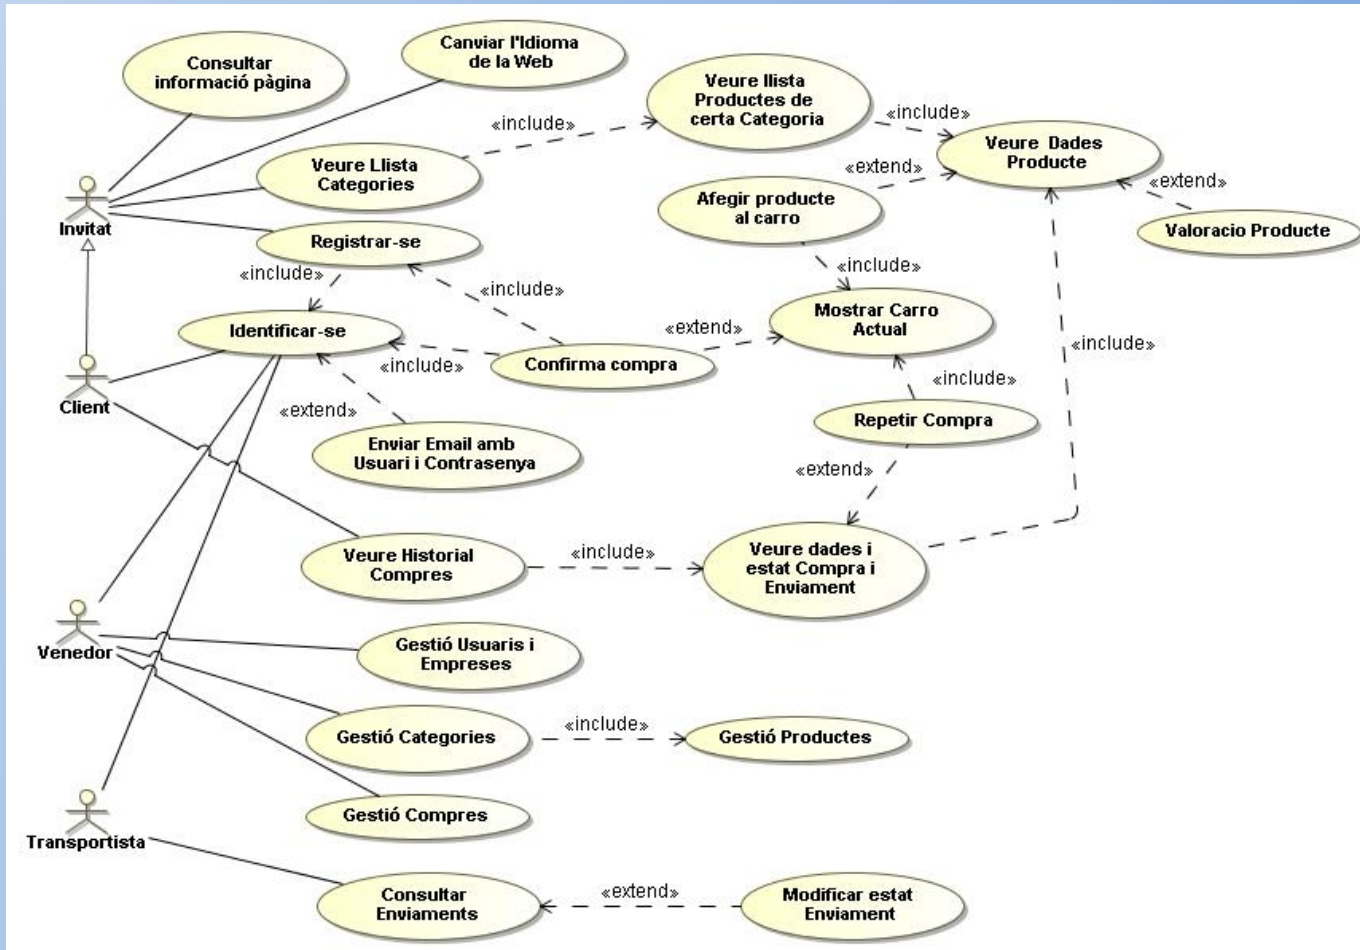 Consultar
informació pàgina
Canviar l'Idioma
de la Web
Veure llista
Productes de
certa Categoria
«include»
«include»
Veure Dades
Producte
Veure Llista
Categories
«extend»
«extend»
Afegir producte
al carro
Valoracio Producte
Invitat
Registrar-se
«include»
«include»
«include»
Mostrar Carro
Actual
Identificar-se
«extend»
«include»
«include»
Confirma compra
«include»
Client
«extend»
Repetir Compra
Enviar Email amb
Usuari i Contrasenya
«extend»
Veure Historial
Compres
«include»
Veure dades i
estat Compra i
Enviament
Venedor
Gestió Usuaris i
Empreses
Gestió Categories
«include»
Gestió Productes
Gestió Compres
Transportista
Consultar
Enviaments
«extend»
Modificar estat
Enviament